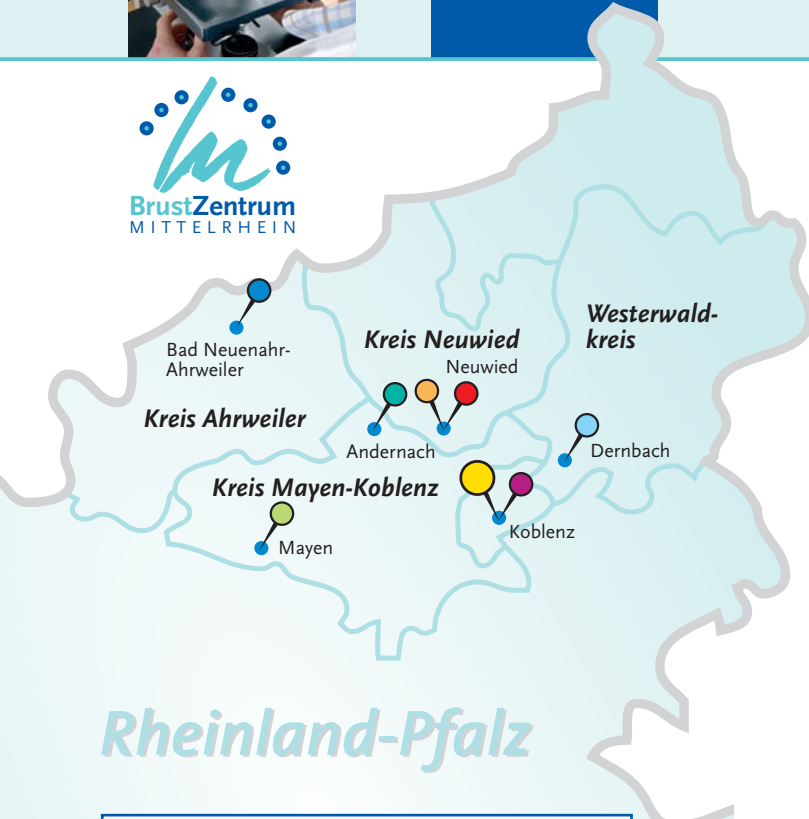 BrustZentrum
MITTELRHEIN
Westerwald-
kreis
Kreis Neuwied
Neuwied
Bad Neuenahr-
Ahrweiler
Kreis Ahrweiler
Andernach
Dernbach
Kreis Mayen-Koblenz
Koblenz
Mayen
Rheinland-Pfalz